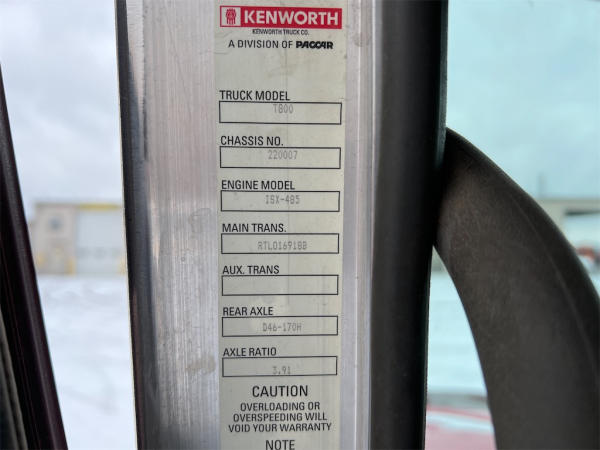 KENWORTH
KENWORTH TRUCK CO.
A DIVISION OF PACCAR
TRUCK MODEL
T800
CHASSIS NO.
220007
ENGINE MODEL
ISX-485
MAIN TRANS.
RTLO16918B
AUX. TRANS
REAR AXLE
D46-170H
AXLE RATIO
3.91
CAUTION
OVERLOADING OR
OVERSPEEDING WILL
VOID YOUR WARRANTY
NOTE